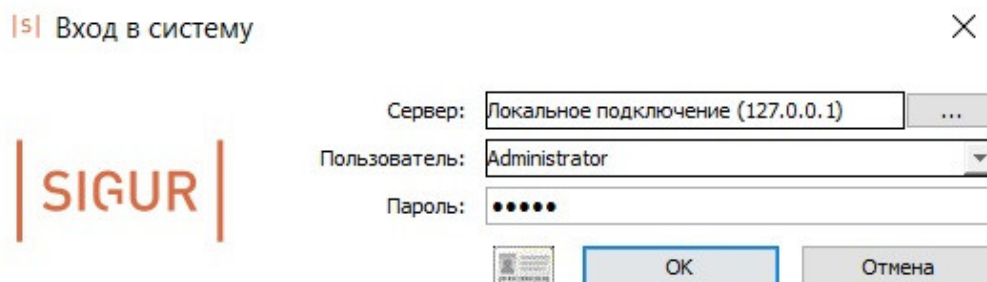 |s| Вход в систему
Сервер: Локальное подключение (127.0.0.1) ...
SIGUR
Пользователь: Administrator
Пароль: •••••
OK Отмена